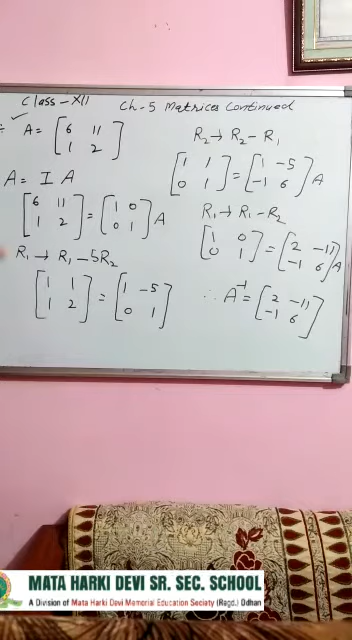 Class-XII Ch-5 Matrices Continued
A = [6 11
1 2]
A = I A
[6 11
1 2] = [1 0
0 1] A
R₁ → R₁ - 5R₂
[1 1
1 2] = [1 -5
0 1]
R₂ → R₂ - R₁
[1 1
0 1] = [1 -5
-1 6] A
R₁ → R₁ - R₂
[1 0
0 1] = [2 -11
-1 6] A
∴ A⁻¹ = [2 -11
-1 6]
MATA HARKI DEVI SR. SEC. SCHOOL
A Division of Mata Harki Devi Memorial Education Society (Regd.) Odhan